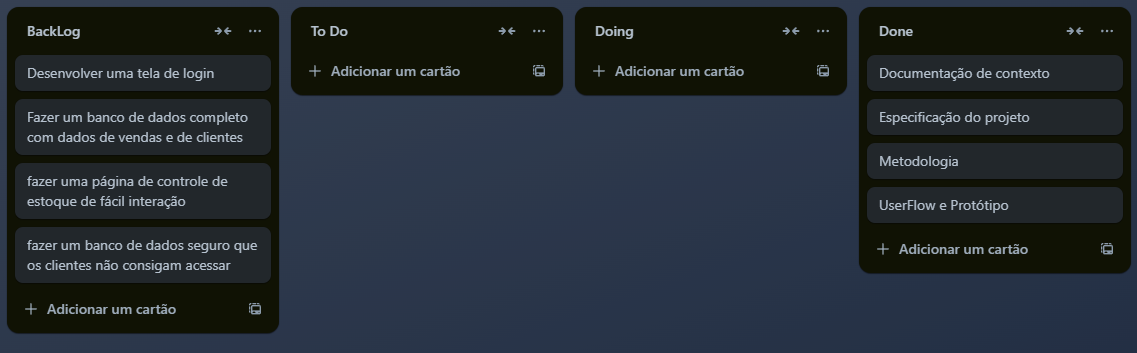 BackLog
Desenvolver uma tela de login
Fazer um banco de dados completo
com dados de vendas e de clientes
fazer uma página de controle de
estoque de fácil interação
fazer um banco de dados seguro que
os clientes não consigam acessar
Adicionar um cartão
To Do
Adicionar um cartão
Doing
Adicionar um cartão
Done
Documentação de contexto
Especificação do projeto
Metodologia
UserFlow e Protótipo
Adicionar um cartão